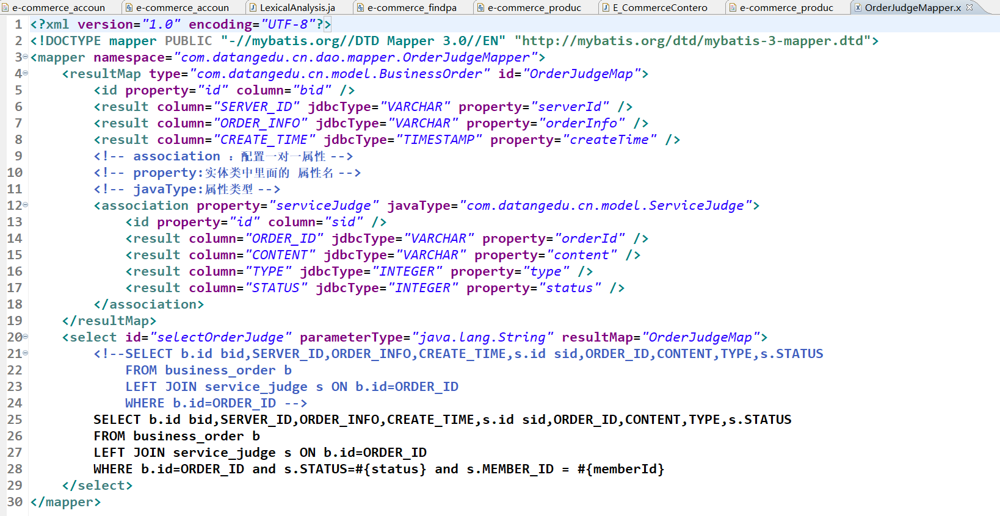 e-commerce_accoun e-commerce_accoun LexicalAnalysis.ja e-commerce_findpa e-commerce_produc E_CommerceContero e-commerce_produc OrderJudgeMapper.x
1 <?xml version="1.0" encoding="UTF-8"?>
2 <!DOCTYPE mapper PUBLIC "-//mybatis.org//DTD Mapper 3.0//EN" "http://mybatis.org/dtd/mybatis-3-mapper.dtd">
3 <mapper namespace="com.datangedu.cn.dao.mapper.OrderJudgeMapper">
4 <resultMap type="com.datangedu.cn.model.BusinessOrder" id="OrderJudgeMap">
5 <id property="id" column="bid" />
6 <result column="SERVER_ID" jdbcType="VARCHAR" property="serverId" />
7 <result column="ORDER_INFO" jdbcType="VARCHAR" property="orderInfo" />
8 <result column="CREATE_TIME" jdbcType="TIMESTAMP" property="createTime" />
9 <!-- association ：配置一对一属性 -->
10 <!-- property:实体类中里面的 属性名 -->
11 <!-- javaType:属性类型 -->
12 <association property="serviceJudge" javaType="com.datangedu.cn.model.ServiceJudge">
13 <id property="id" column="sid" />
14 <result column="ORDER_ID" jdbcType="VARCHAR" property="orderId" />
15 <result column="CONTENT" jdbcType="VARCHAR" property="content" />
16 <result column="TYPE" jdbcType="INTEGER" property="type" />
17 <result column="STATUS" jdbcType="INTEGER" property="status" />
18 </association>
19 </resultMap>
20 <select id="selectOrderJudge" parameterType="java.lang.String" resultMap="OrderJudgeMap">
21 <!--SELECT b.id bid,SERVER_ID,ORDER_INFO,CREATE_TIME,s.id sid,ORDER_ID,CONTENT,TYPE,s.STATUS
22 FROM business_order b
23 LEFT JOIN service_judge s ON b.id=ORDER_ID
24 WHERE b.id=ORDER_ID -->
25 SELECT b.id bid,SERVER_ID,ORDER_INFO,CREATE_TIME,s.id sid,ORDER_ID,CONTENT,TYPE,s.STATUS
26 FROM business_order b
27 LEFT JOIN service_judge s ON b.id=ORDER_ID
28 WHERE b.id=ORDER_ID and s.STATUS=#{status} and s.MEMBER_ID = #{memberId}
29 </select>
30 </mapper>